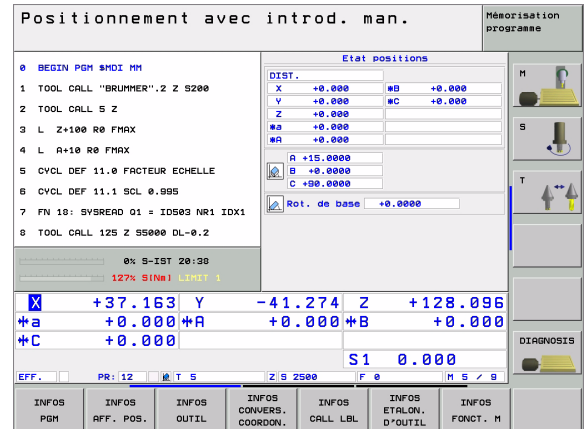 Positionnement avec introd. man.
Mémorisation
programme
0 BEGIN PGM $MDI MM
1 TOOL CALL "BRUMMER".2 Z S200
2 TOOL CALL 5 Z
3 L Z+100 R0 FMAX
4 L A+10 R0 FMAX
5 CYCL DEF 11.0 FACTEUR ECHELLE
6 CYCL DEF 11.1 SCL 0.995
7 FN 18: SYSREAD Q1 = ID503 NR1 IDX1
8 TOOL CALL 125 Z S5000 DL-0.2
Etat positions
DIST.
X +0.000 *B +0.000
Y +0.000 *C +0.000
Z +0.000
*a +0.000
*A +0.000
A +15.0000
B +0.0000
C +90.0000
Rot. de base +0.0000
M
S
T
DIAGNOSIS
0% S-IST 20:38
127% S[Nm] LIMIT 1
X +37.163 Y -41.274 Z +128.096
*a +0.000 *A +0.000 *B +0.000
*C +0.000
S1 0.000
EFF. PR: 12 T 5 Z S 2500 F 0 M 5 / 9
INFOS
PGM
INFOS
AFF. POS.
INFOS
OUTIL
INFOS
CONVERS.
COORDON.
INFOS
CALL LBL
INFOS
ETALON.
D'OUTIL
INFOS
FONCT. M